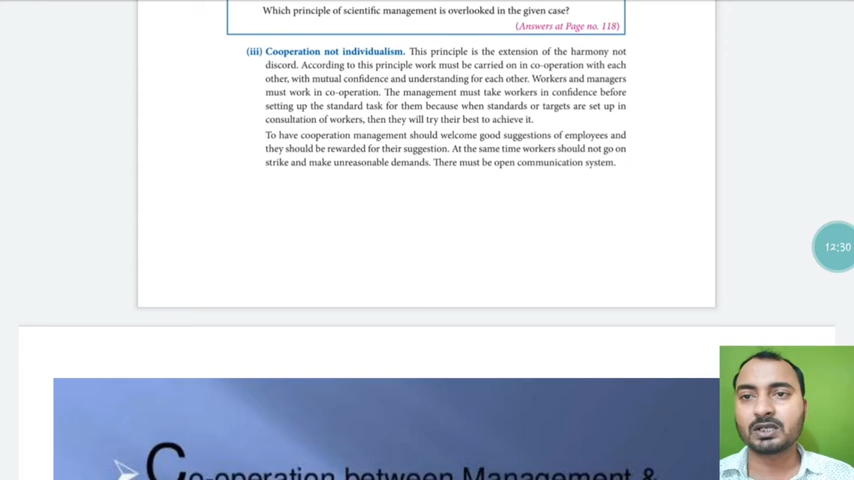 Which principle of scientific management is overlooked in the given case?
(Answers at Page no. 118)
(iii) Cooperation not individualism. This principle is the extension of the harmony not
discord. According to this principle work must be carried on in co-operation with each
other, with mutual confidence and understanding for each other. Workers and managers
must work in co-operation. The management must take workers in confidence before
setting up the standard task for them because when standards or targets are set up in
consultation of workers, then they will try their best to achieve it.
To have cooperation management should welcome good suggestions of employees and
they should be rewarded for their suggestion. At the same time workers should not go on
strike and make unreasonable demands. There must be open communication system.
12:30
Co-operation between Management &